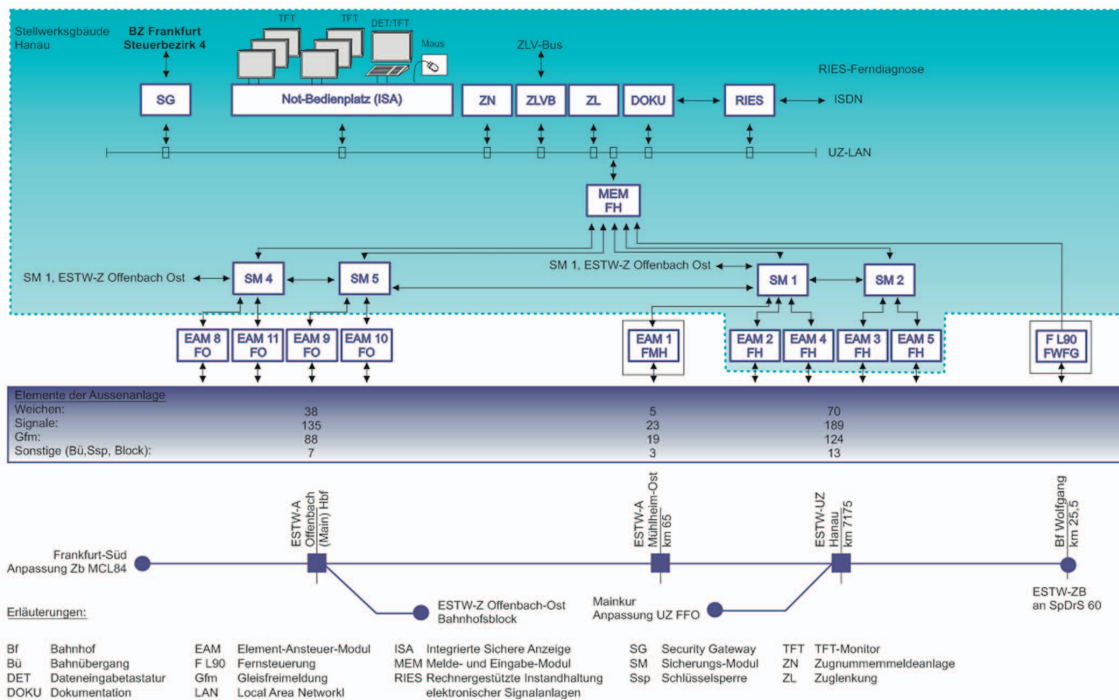 Stellwerksgbäude
Hanau
BZ Frankfurt
Steuerbezirk 4
TFT
TFT
DET/TFT
Maus
ZLV-Bus
RIES-Ferndiagnose
SG
Not-Bedienplatz (ISA)
ZN
ZLVB
ZL
DOKU
RIES
ISDN
UZ-LAN
MEM
FH
SM 1, ESTW-Z Offenbach Ost
SM 4
SM 5
SM 1, ESTW-Z Offenbach Ost
SM 1
SM 2
EAM 8
FO
EAM 11
FO
EAM 9
FO
EAM 10
FO
EAM 1
FMH
EAM 2
FH
EAM 4
FH
EAM 3
FH
EAM 5
FH
F L90
FWFG
Elemente der Aussenanlage
Weichen: 38 5 70
Signale: 135 23 189
Gfm: 88 19 124
Sonstige (Bü,Ssp, Block): 7 3 13
ESTW-A
Offenbach
(Main) Hbf
ESTW-A
Mühlheim-Ost
km 65
ESTW-UZ
Hanau
km 7175
Bf Wolfgang
km 25,5
Frankfurt-Süd
Anpassung Zb MCL84
ESTW-Z Offenbach-Ost
Bahnhofsblock
Mainkur
Anpassung UZ FFO
ESTW-ZB
an SpDrS 60
Erläuterungen:
Bf Bahnhof EAM Element-Ansteuer-Modul ISA Integrierte Sichere Anzeige SG Security Gateway TFT TFT-Monitor
Bü Bahnübergang F L90 Fernsteuerung MEM Melde- und Eingabe-Modul SM Sicherungs-Modul ZN Zugnummernmeldeanlage
DET Dateneingabetastatur Gfm Gleisfreimeldung RIES Rechnergestützte Instandhaltung Ssp Schlüsselsperre ZL Zuglenkung
DOKU Dokumentation LAN Local Area Networkl elektronischer Signalanlagen